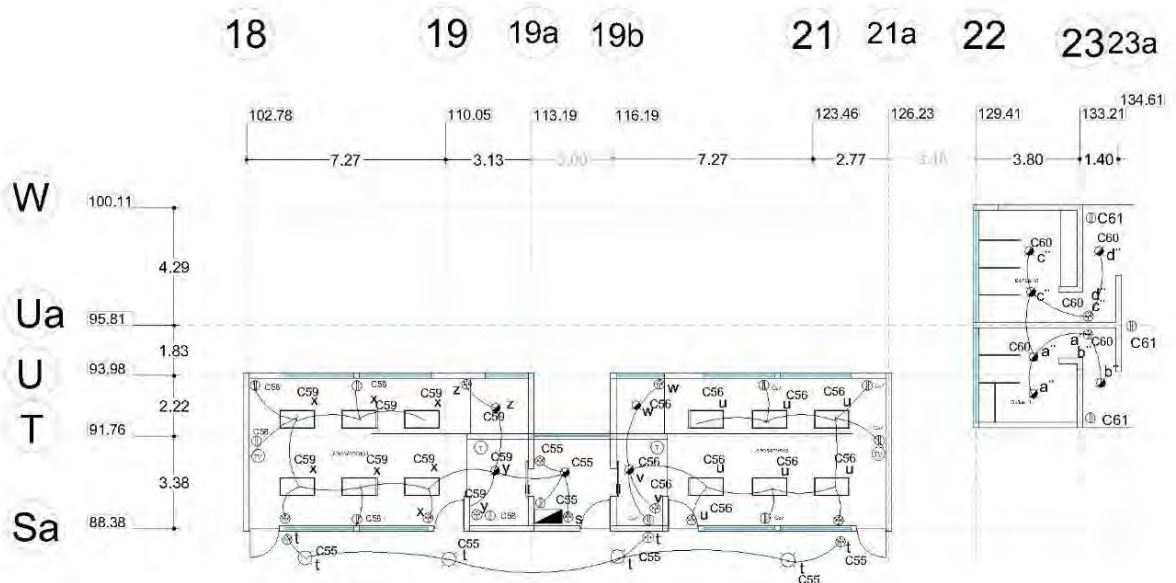 18 19 19a 19b 21 21a 22 23 23a
134.61
102.78 110.05 113.19 116.19 123.46 126.23 129.41 133.21
7.27 3.13 3.00 7.27 2.77 3.80 1.40
W 100.11
C61
C60 C60
c" d"
4.29
c" d"
C60 c"
Ua 95.81
C61
1.83
C60 a" a" C60
b"
U 93.98
C58 C59 C58 C59 C59 z C59 z w C56 w C56 C56 C56
x x x u u u
a" b"
2.22
C61
T 91.76
C58
T T
TV TV
C59 C59 C59 C59 C55 C55 C56 C56 C56 C56
x x x y v u u u
3.38
C59 C56
y v
C58 x C58 C55 s u
Sa 88.38
t t t
C55 C55 C55 C55
t t t t
C55